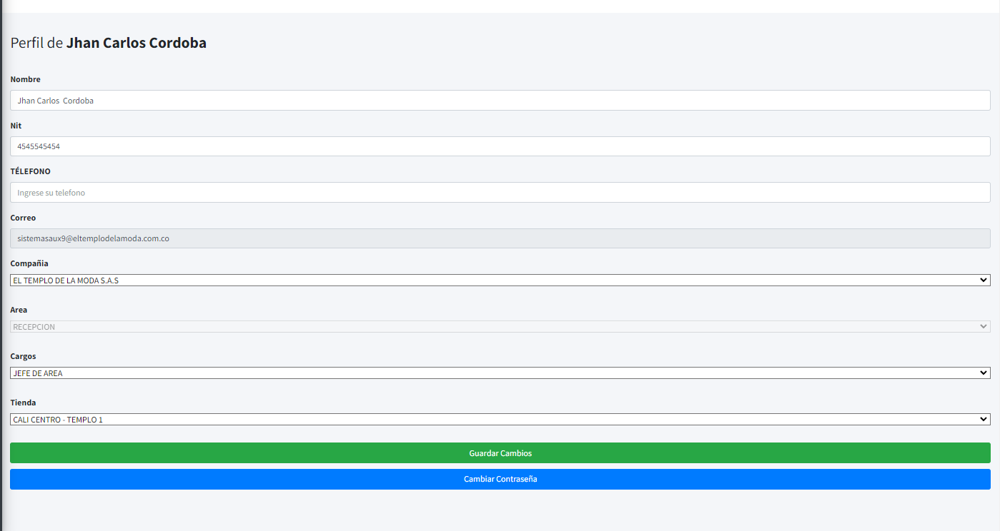 Perfil de Jhan Carlos Cordoba
Nombre
Jhan Carlos  Cordoba
Nit
4545545454
TÉLEFONO
Ingrese su telefono
Correo
sistemasaux9@eltemplodelamoda.com.co
Compañia
EL TEMPLO DE LA MODA S.A.S
Area
RECEPCION
Cargos
JEFE DE AREA
Tienda
CALI CENTRO - TEMPLO 1
Guardar Cambios
Cambiar Contraseña